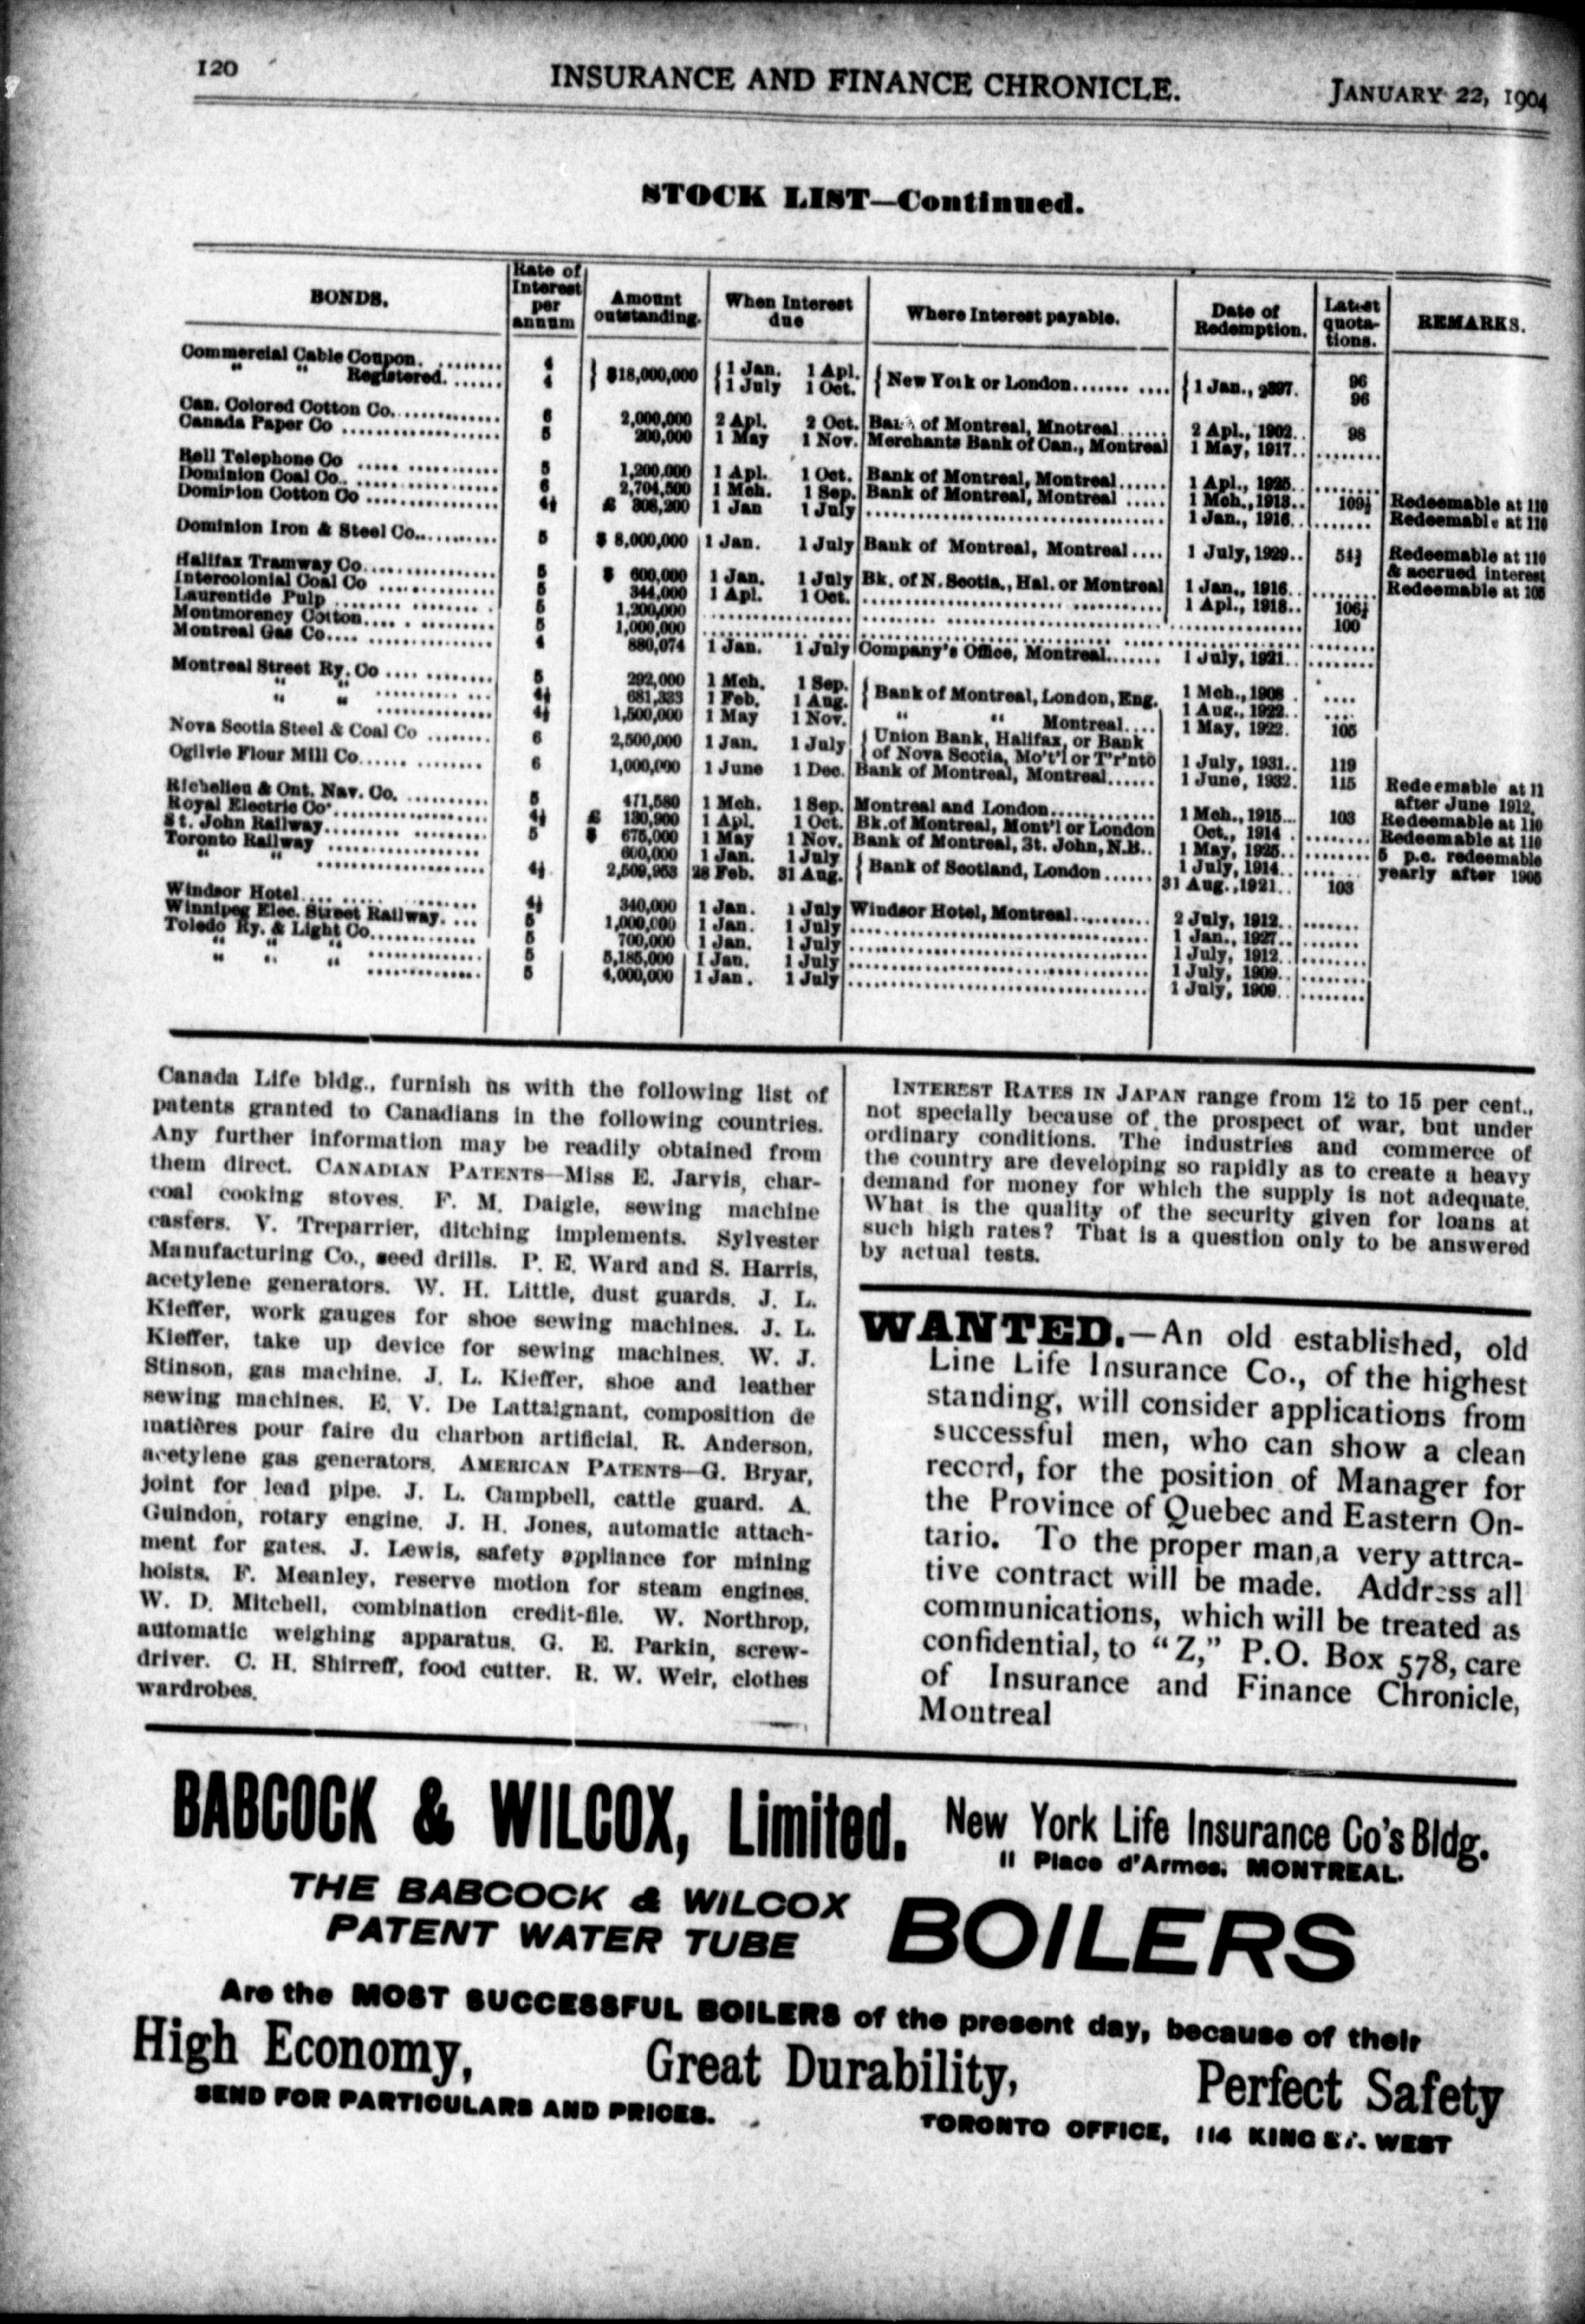 120
INSURANCE AND FINANCE CHRONICLE.
JANUARY 22, 1904
STOCK LIST—Continued.
BONDS. Rate of Interest per annum Amount outstanding. When Interest due Where Interest payable. Date of Redemption. Latest quotations. REMARKS.
Commercial Cable Coupon. 4 } $18,000,000 { 1 Jan. 1 Apl. { New York or London { 1 Jan., 2397. 96
" " Registered. 4 { 1 July 1 Oct. 96
Can. Colored Cotton Co. 6 2,000,000 2 Apl. 2 Oct. of Montreal, Mnotreal 2 Apl., 1902. 98
Canada Paper Co 5 200,000 1 May 1 Nov. Merchants Bank of Can., Montreal 1 May, 1917.
Bell Telephone Co 5 1,200,000 1 Apl. 1 Oct. Bank of Montreal, Montreal 1 Apl., 1925.
Dominion Coal Co. 6 2,704,500 1 Mch. 1 Sep. Bank of Montreal, Montreal 1 Mch., 1913. 109½ Redeemable at 110
Dominion Cotton Co 4½ £ 308,200 1 Jan 1 July 1 Jan., 1916. Redeemable at 110
Dominion Iron & Steel Co. 5 $ 8,000,000 1 Jan. 1 July Bank of Montreal, Montreal 1 July, 1929. Redeemable at 110
& accrued interest
Halifax Tramway Co. 5 $ 600,000 1 Jan. 1 July Bk. of N. Scotia., Hal. or Montreal 1 Jan., 1916. Redeemable at 105
Intercolonial Coal Co 5 344,000 1 Apl. 1 Oct. 1 Apl., 1918.
Laurentide Pulp 5 1,200,000
Montmorency Cotton 5 1,000,000 100
Montreal Gas Co. 4 880,074 1 Jan. 1 July Company's Office, Montreal 1 July, 1921.
Montreal Street Ry. Co 5 292,000 1 Mch. 1 Sep. { Bank of Montreal, London, Eng. 1 Mch., 1908
" " 4½ 681,333 1 Feb. 1 Aug. 1 Aug., 1922.
" " 4½ 1,500,000 1 May 1 Nov. " " Montreal 1 May, 1922. 105
Nova Scotia Steel & Coal Co 6 2,500,000 1 Jan. 1 July { Union Bank, Halifax, or Bank
of Nova Scotia, Mo't'l or T'r'nto 1 July, 1931. 119
Ogilvie Flour Mill Co. 6 1,000,000 1 June 1 Dec. Bank of Montreal, Montreal 1 June, 1932. 115 Redeemable at 11
after June 1912.
Richelieu & Ont. Nav. Co. 5 471,580 1 Mch. 1 Sep. Montreal and London 1 Mch., 1915 103 Redeemable at 110
Royal Electric Co. 4½ £ 130,900 1 Apl. 1 Oct. Bk. of Montreal, Mont'l or London Oct., 1914 Redeemable at 110
St. John Railway 5 $ 675,000 1 May 1 Nov. Bank of Montreal, St. John, N.B. 1 May, 1925. 5 p.c. redeemable
Toronto Railway 600,000 1 Jan. 1 July { Bank of Scotland, London 1 July, 1914. yearly after 1905
" " 4½ 2,509,953 28 Feb. 31 Aug. 31 Aug., 1921. 103
Windsor Hotel 4½ 340,000 1 Jan. 1 July Windsor Hotel, Montreal 2 July, 1912.
Winnipeg Elec. Street Railway. 5 1,000,000 1 Jan. 1 July 1 Jan., 1927.
Toledo Ry. & Light Co. 5 700,000 1 Jan. 1 July 1 July, 1912.
" " " 5 5,185,000 1 Jan. 1 July 1 July, 1909.
5 4,000,000 1 Jan. 1 July 1 July, 1909.
Canada Life bldg., furnish us with the following list of
patents granted to Canadians in the following countries.
Any further information may be readily obtained from
them direct. CANADIAN PATENTS—Miss E. Jarvis, char-
coal cooking stoves. F. M. Daigle, sewing machine
casters. V. Treparrier, ditching implements. Sylvester
Manufacturing Co., seed drills. P. E. Ward and S. Harris,
acetylene generators. W. H. Little, dust guards. J. L.
Kieffer, work gauges for shoe sewing machines. J. L.
Kieffer, take up device for sewing machines. W. J.
Stinson, gas machine. J. L. Kieffer, shoe and leather
sewing machines. E. V. De Lattaignant, composition de
matières pour faire du charbon artificial. R. Anderson,
acetylene gas generators. AMERICAN PATENTS—G. Bryar,
joint for lead pipe. J. L. Campbell, cattle guard. A.
Guindon, rotary engine. J. H. Jones, automatic attach-
ment for gates. J. Lewis, safety appliance for mining
hoists. F. Meanley, reserve motion for steam engines.
W. D. Mitchell, combination credit-file. W. Northrop,
automatic weighing apparatus. G. E. Parkin, screw-
driver. C. H. Shirreff, food cutter. R. W. Weir, clothes
wardrobes.
INTEREST RATES IN JAPAN range from 12 to 15 per cent.,
not specially because of the prospect of war, but under
ordinary conditions. The industries and commerce of
the country are developing so rapidly as to create a heavy
demand for money for which the supply is not adequate.
What is the quality of the security given for loans at
such high rates? That is a question only to be answered
by actual tests.
WANTED.—An old established, old
Line Life Insurance Co., of the highest
standing, will consider applications from
successful men, who can show a clean
record, for the position of Manager for
the Province of Quebec and Eastern On-
tario. To the proper man,a very attrca-
tive contract will be made. Address all
communications, which will be treated as
confidential, to "Z," P.O. Box 578, care
of Insurance and Finance Chronicle,
Montreal
BABCOCK & WILCOX, Limited. New York Life Insurance Co's Bldg.
11 Place d'Armes, MONTREAL.
THE BABCOCK & WILCOX
PATENT WATER TUBE BOILERS
Are the MOST SUCCESSFUL BOILERS of the present day, because of their
High Economy, Great Durability, Perfect Safety
SEND FOR PARTICULARS AND PRICES. TORONTO OFFICE, 114 KING ST. WEST